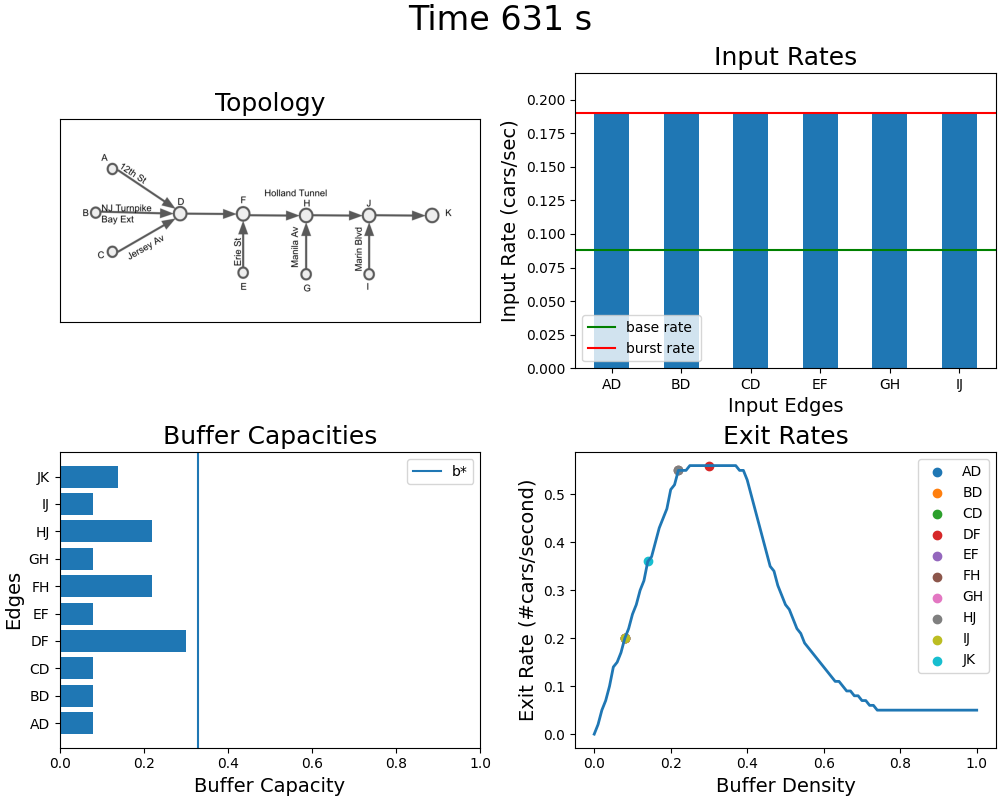 Time 631 s
Topology
A
12th St
B
NJ Turnpike
Bay Ext
C
Jersey Av
D
F
Holland Tunnel
H
J
K
Erie St
Manila Av
Marin Blvd
E
G
I
Input Rates
Input Rate (cars/sec)
0.200
0.175
0.150
0.125
0.100
0.075
0.050
0.025
0.000
base rate
burst rate
AD BD CD EF GH IJ
Input Edges
Buffer Capacities
Edges
JK
IJ
HJ
GH
FH
EF
DF
CD
BD
AD
b*
0.0 0.2 0.4 0.6 0.8 1.0
Buffer Capacity
Exit Rates
Exit Rate (#cars/second)
0.5
0.4
0.3
0.2
0.1
0.0
AD
BD
CD
DF
EF
FH
GH
HJ
IJ
JK
0.0 0.2 0.4 0.6 0.8 1.0
Buffer Density